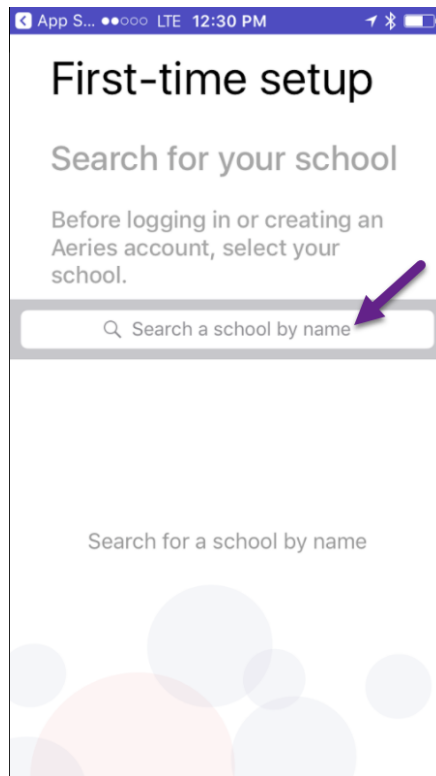 App S... LTE 12:30 PM
First-time setup
Search for your school
Before logging in or creating an
Aeries account, select your
school.
Search a school by name
Search for a school by name